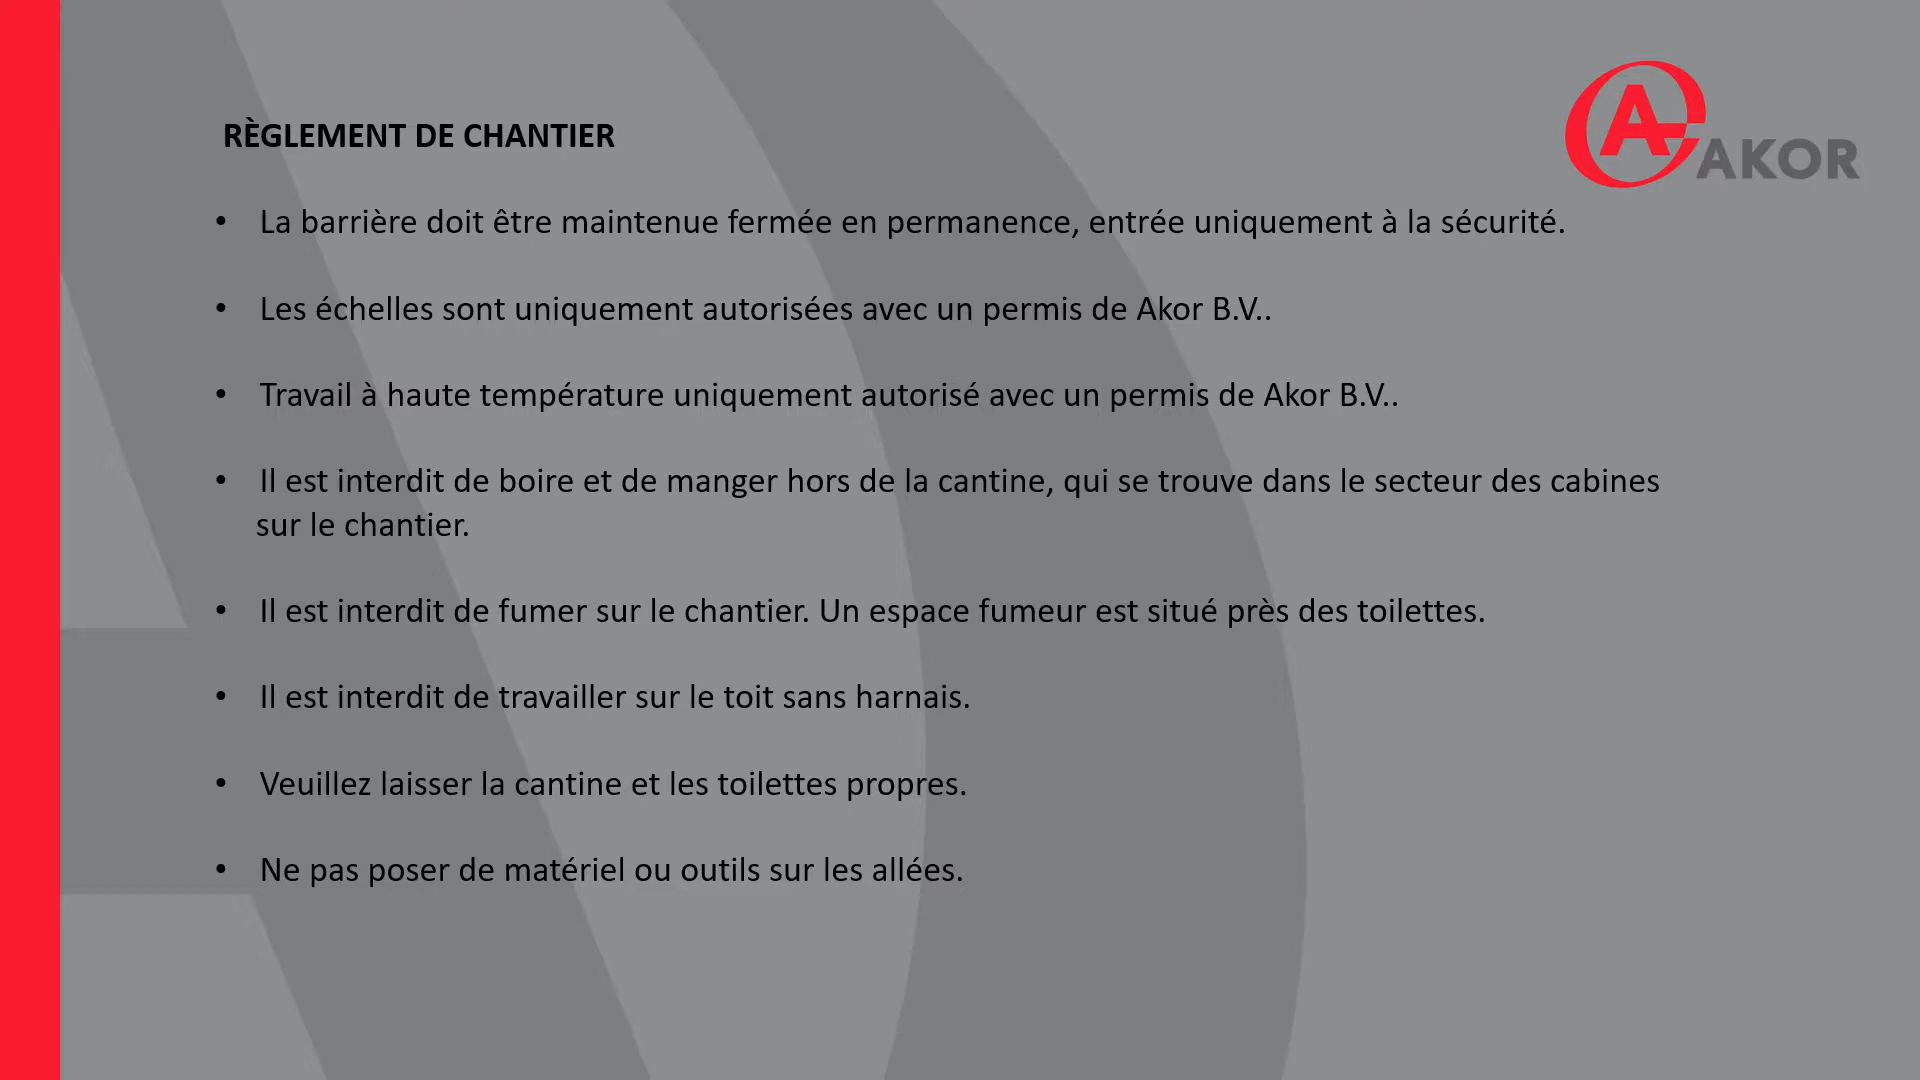 AKOR
RÈGLEMENT DE CHANTIER
• La barrière doit être maintenue fermée en permanence, entrée uniquement à la sécurité.
• Les échelles sont uniquement autorisées avec un permis de Akor B.V..
• Travail à haute température uniquement autorisé avec un permis de Akor B.V..
• Il est interdit de boire et de manger hors de la cantine, qui se trouve dans le secteur des cabines
sur le chantier.
• Il est interdit de fumer sur le chantier. Un espace fumeur est situé près des toilettes.
• Il est interdit de travailler sur le toit sans harnais.
• Veuillez laisser la cantine et les toilettes propres.
• Ne pas poser de matériel ou outils sur les allées.